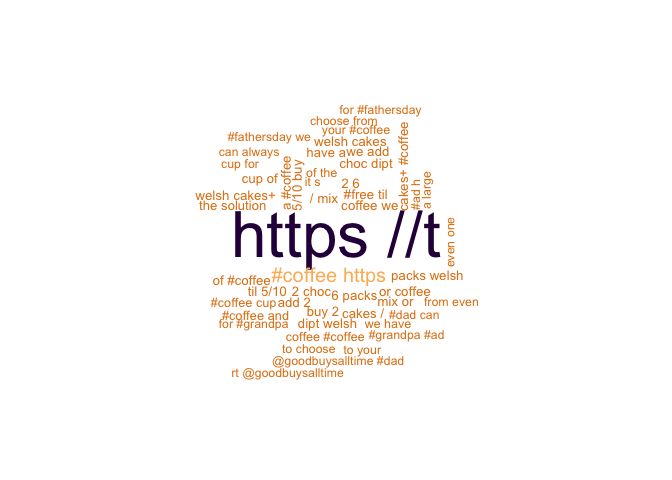 for #fathersday
choose from
your #coffee
#fathersday we
welsh cakes
can always
have a
we add
cup for
choc dipt
cakes+ #coffee
a #coffee
5/10 buy
of the
cup of
it s
2 6
#ad h
a large
welsh cakes+
/ mix
#free til
the solution
coffee we
https //t
even one
#coffee https
packs welsh
of #coffee
til 5/10
2 choc
6 packs
or coffee
#coffee cup
add 2
mix or
from even
buy 2
cakes /
#dad can
#coffee and
for #grandpa
dipt welsh
we have
coffee #coffee
#grandpa #ad
to choose
to your
@goodbuysalltime #dad
rt @goodbuysalltime